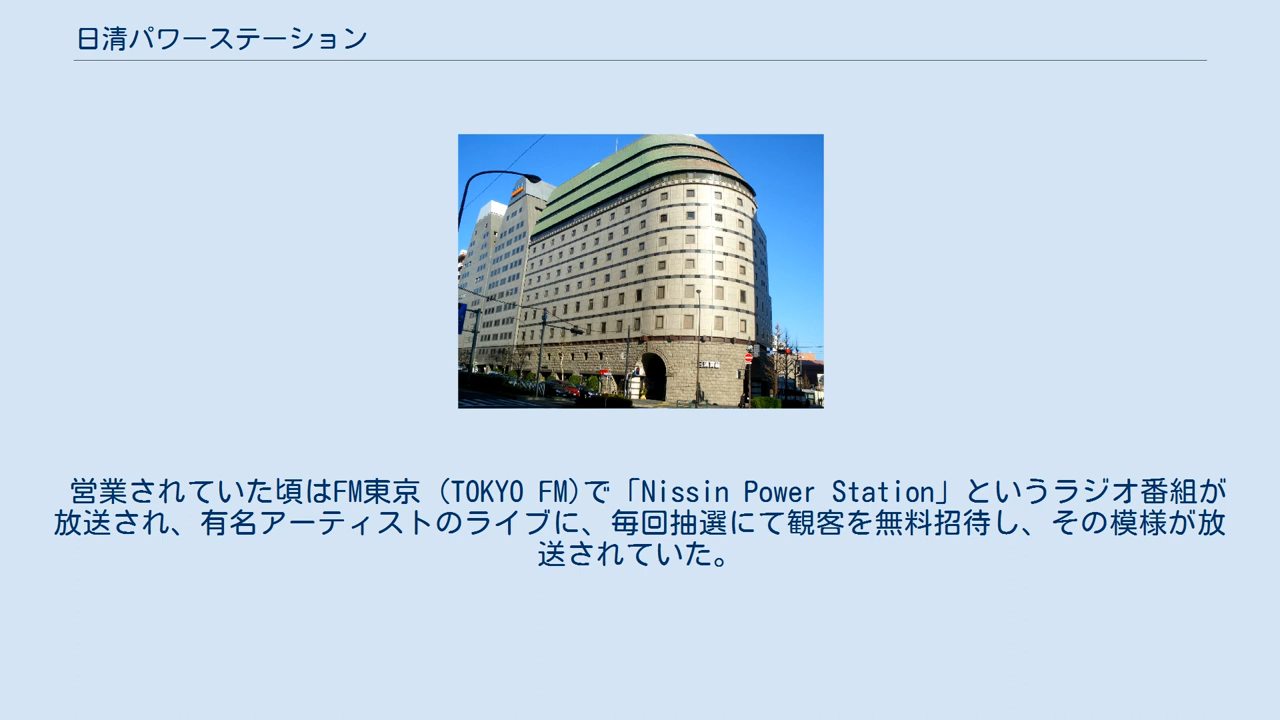 日清パワーステーション
営業されていた頃はFM東京 (TOKYO FM)で「Nissin Power Station」というラジオ番組が
放送され、有名アーティストのライブに、毎回抽選にて観客を無料招待し、その模様が放
送されていた。